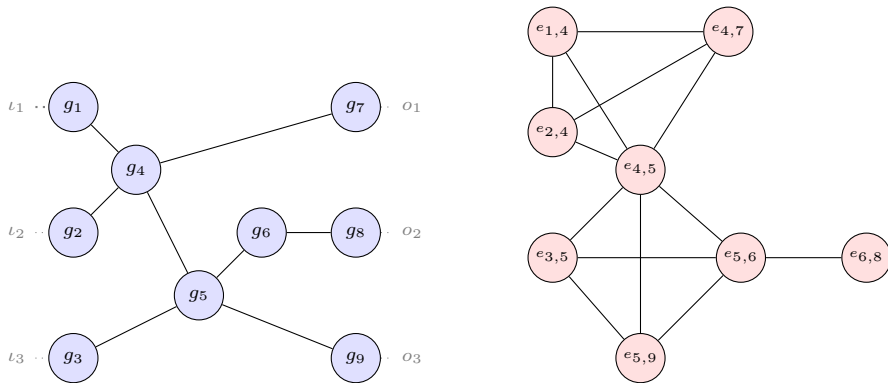 e1,4
e4,7
ι1
g1
g7
o1
e2,4
g4
e4,5
ι2
g2
g6
g8
o2
e3,5
e5,6
e6,8
g5
ι3
g3
g9
o3
e5,9